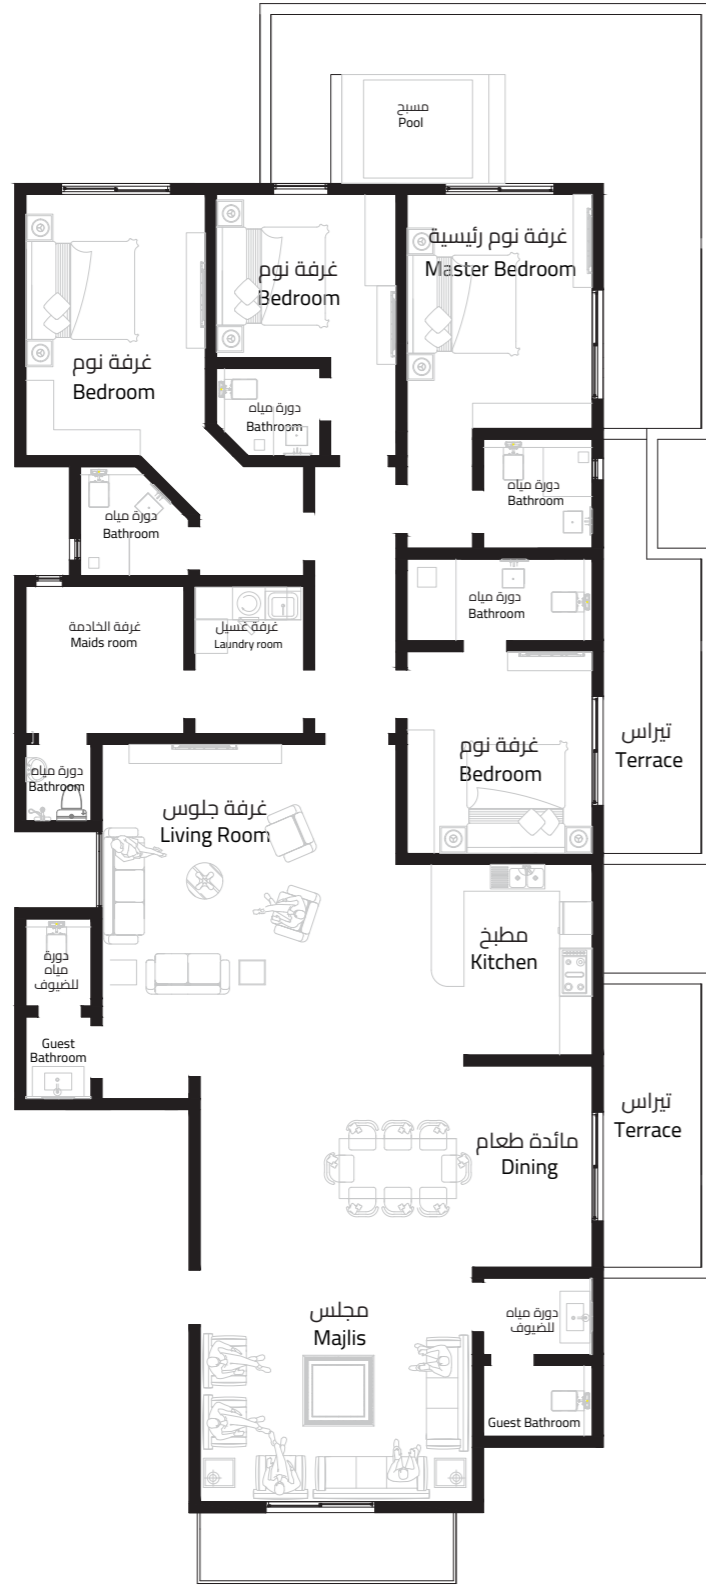 مسبح
Pool
غرفة نوم رئيسية
Master Bedroom
غرفة نوم
Bedroom
غرفة نوم
Bedroom
دورة مياه
Bathroom
دورة مياه
Bathroom
دورة مياه
Bathroom
دورة مياه
Bathroom
غرفة الخادمة
Maids room
غرفة غسيل
Laundry room
تيراس
Terrace
غرفة نوم
Bedroom
دورة مياه
Bathroom
غرفة جلوس
Living Room
مطبخ
Kitchen
دورة
مياه
للضيوف
Guest
Bathroom
تيراس
Terrace
مائدة طعام
Dining
مجلس
Majlis
دورة مياه
للضيوف
Guest Bathroom